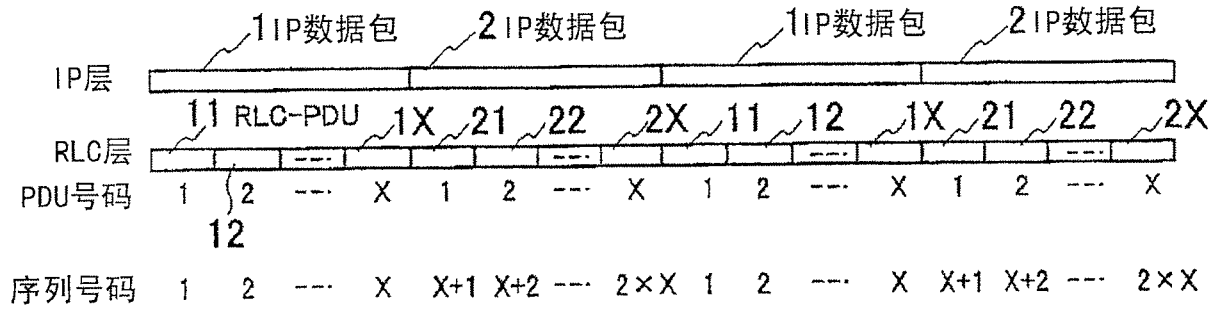 1 IP数据包 2 IP数据包 1 IP数据包 2 IP数据包
IP层
11 RLC-PDU 1X 21 22 2X 11 12 1X 21 22 2X
RLC层 --- --- --- ---
PDU号码 1 2 --- X 1 2 --- X 1 2 --- X 1 2 --- X
12
序列号码 1 2 --- X X+1 X+2 --- 2×X 1 2 --- X X+1 X+2 --- 2×X